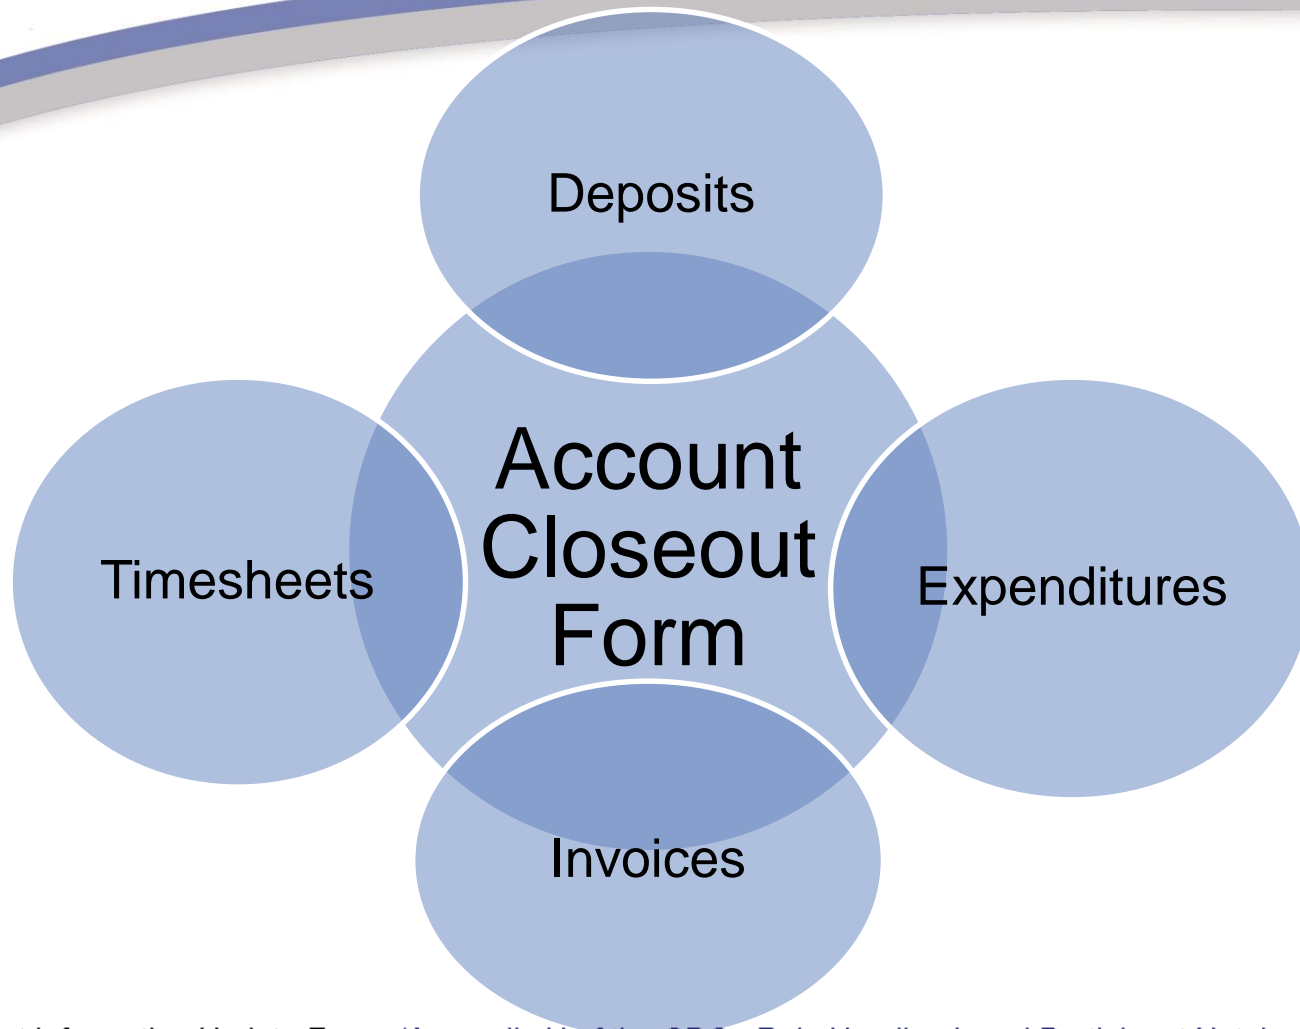 Deposits
Account
Closeout
Form
Timesheets
Expenditures
Invoices